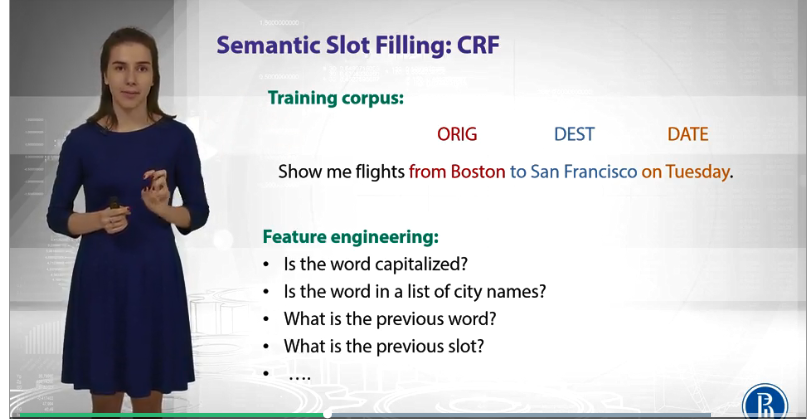 Semantic Slot Filling: CRF
Training corpus:
ORIG DEST DATE
Show me flights from Boston to San Francisco on Tuesday.
Feature engineering:
• Is the word capitalized?
• Is the word in a list of city names?
• What is the previous word?
• What is the previous slot?
• ....